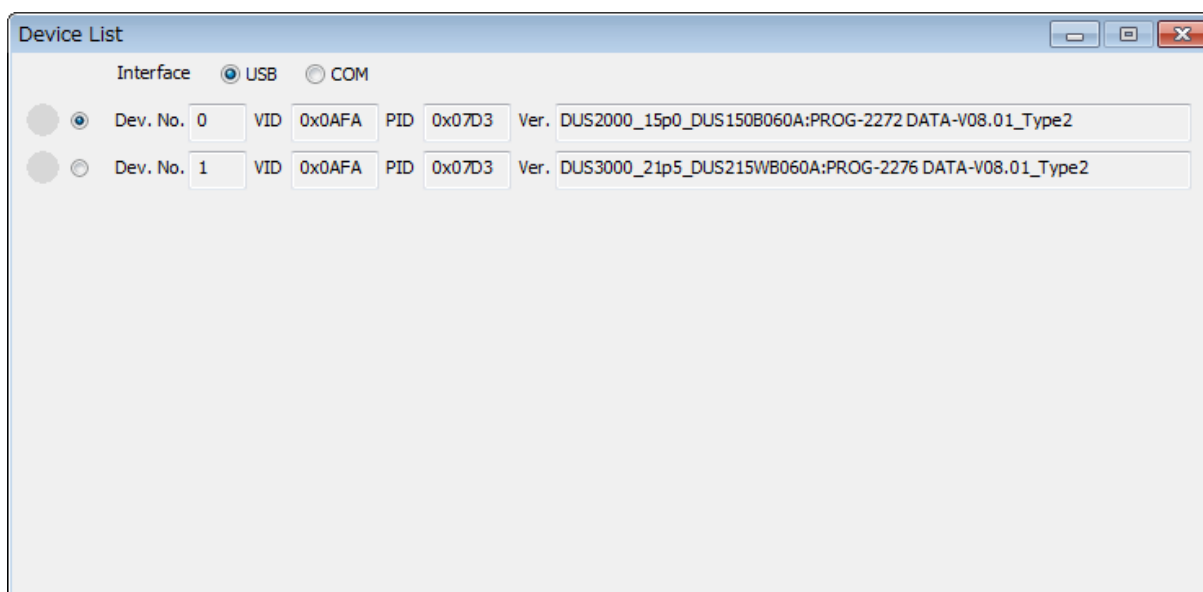 Device List
Interface USB COM
Dev. No. 0 VID 0x0AFA PID 0x07D3 Ver. DUS2000_15p0_DUS150B060A:PROG-2272 DATA-V08.01_Type2
Dev. No. 1 VID 0x0AFA PID 0x07D3 Ver. DUS3000_21p5_DUS215WB060A:PROG-2276 DATA-V08.01_Type2